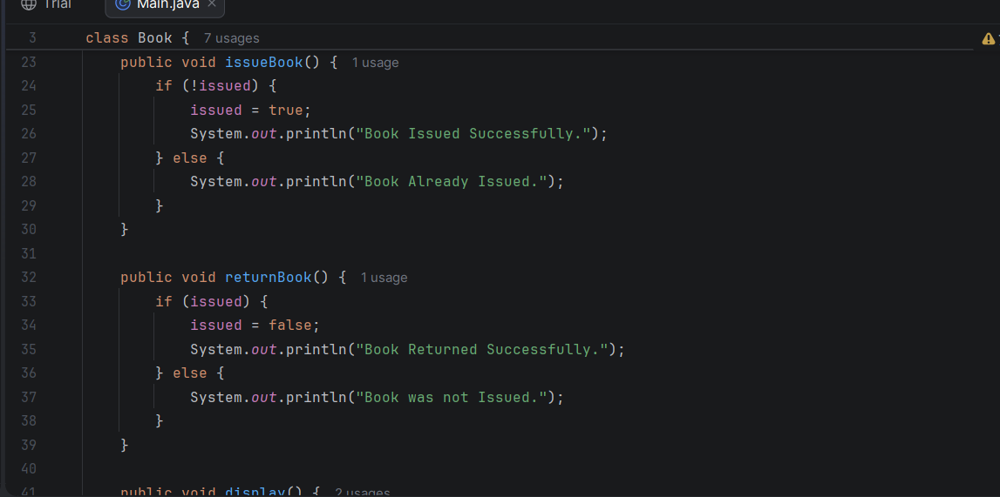 Trial Main.java
3 class Book { 7 usages
23 public void issueBook() { 1 usage
24 if (!issued) {
25 issued = true;
26 System.out.println("Book Issued Successfully.");
27 } else {
28 System.out.println("Book Already Issued.");
29 }
30 }
31
32 public void returnBook() { 1 usage
33 if (issued) {
34 issued = false;
35 System.out.println("Book Returned Successfully.");
36 } else {
37 System.out.println("Book was not Issued.");
38 }
39 }
40
41 public void display() { 2 usages